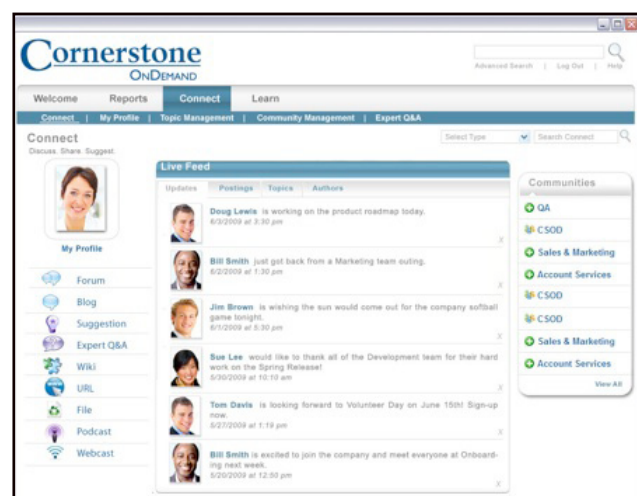 Cornerstone
OnDemand
Advanced Search | Log Out | Help
Welcome Reports Connect Learn
Connect | My Profile | Topic Management | Community Management | Expert Q&A
Connect
Discuss. Share. Suggest.
Select Type Search Connect
My Profile
Forum
Blog
Suggestion
Expert Q&A
Wiki
URL
File
Podcast
Webcast
Live Feed
Updates Postings Topics Authors
Doug Lewis is working on the product roadmap today.
6/3/2009 at 3:30 pm
x
Bill Smith just got back from a Marketing team outing.
6/2/2009 at 1:30 pm
x
Jim Brown is wishing the sun would come out for the company softball
game tonight.
6/1/2009 at 5:30 pm
x
Sue Lee would like to thank all of the Development team for their hard
work on the Spring Release!
5/30/2009 at 10:10 am
x
Tom Davis is looking forward to Volunteer Day on June 15th! Sign-up
now.
5/27/2009 at 1:19 pm
x
Bill Smith is excited to join the company and meet everyone at Onboard-
ing next week.
5/20/2009 at 12:50 pm
x
Communities
QA
CSOD
Sales & Marketing
Account Services
CSOD
CSOD
Sales & Marketing
Account Services
View All